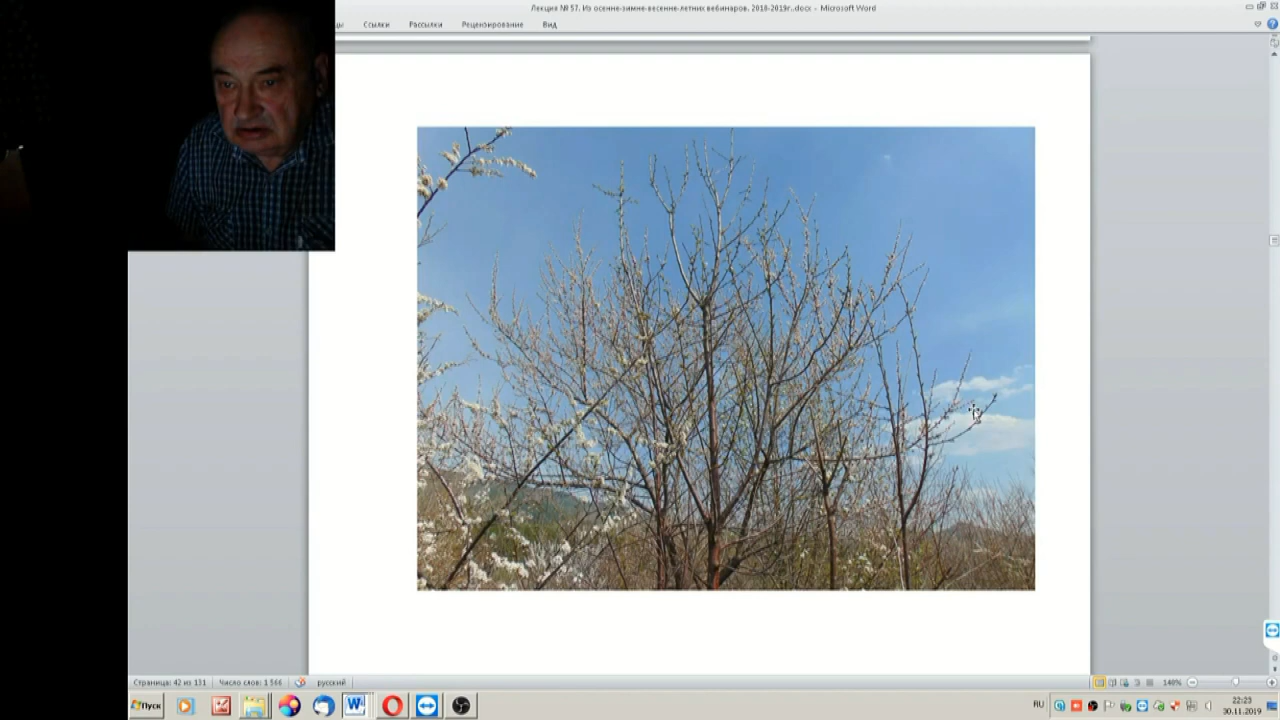 Лекция № 57. Из осенне-зимне-весенне-летних вебинаров. 2018-2019г..docx - Microsoft Word
Ссылки Рассылки Рецензирование Вид
Страница: 42 из 131 Число слов: 1 566 русский 140%
Пуск RU 22:23
30.11.2019